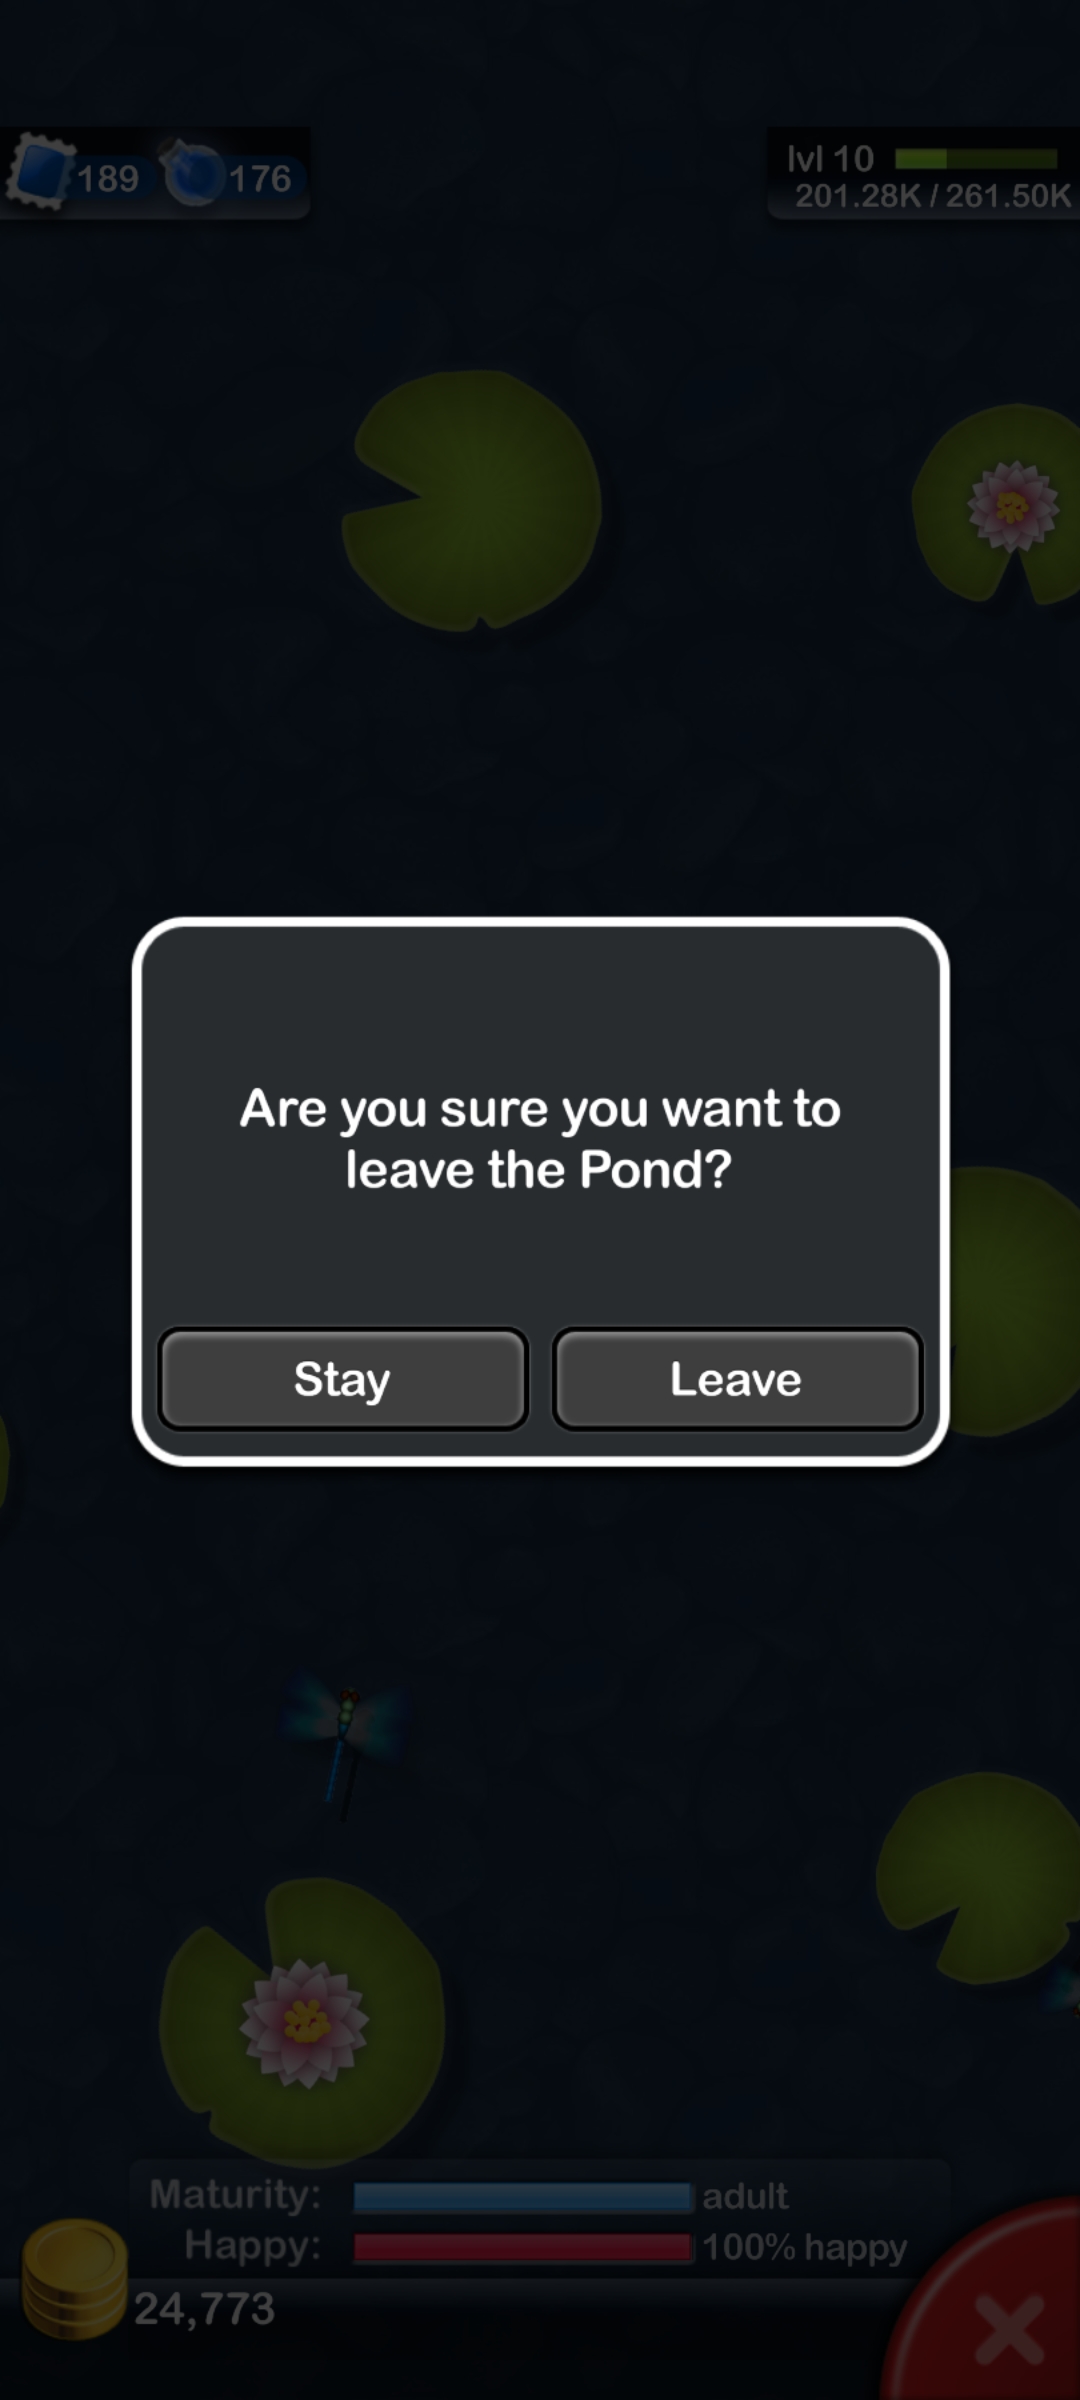 189 176
lvl 10
201.28K / 261.50K
Are you sure you want to
leave the Pond?
Stay Leave
Maturity: adult
Happy: 100% happy
24,773